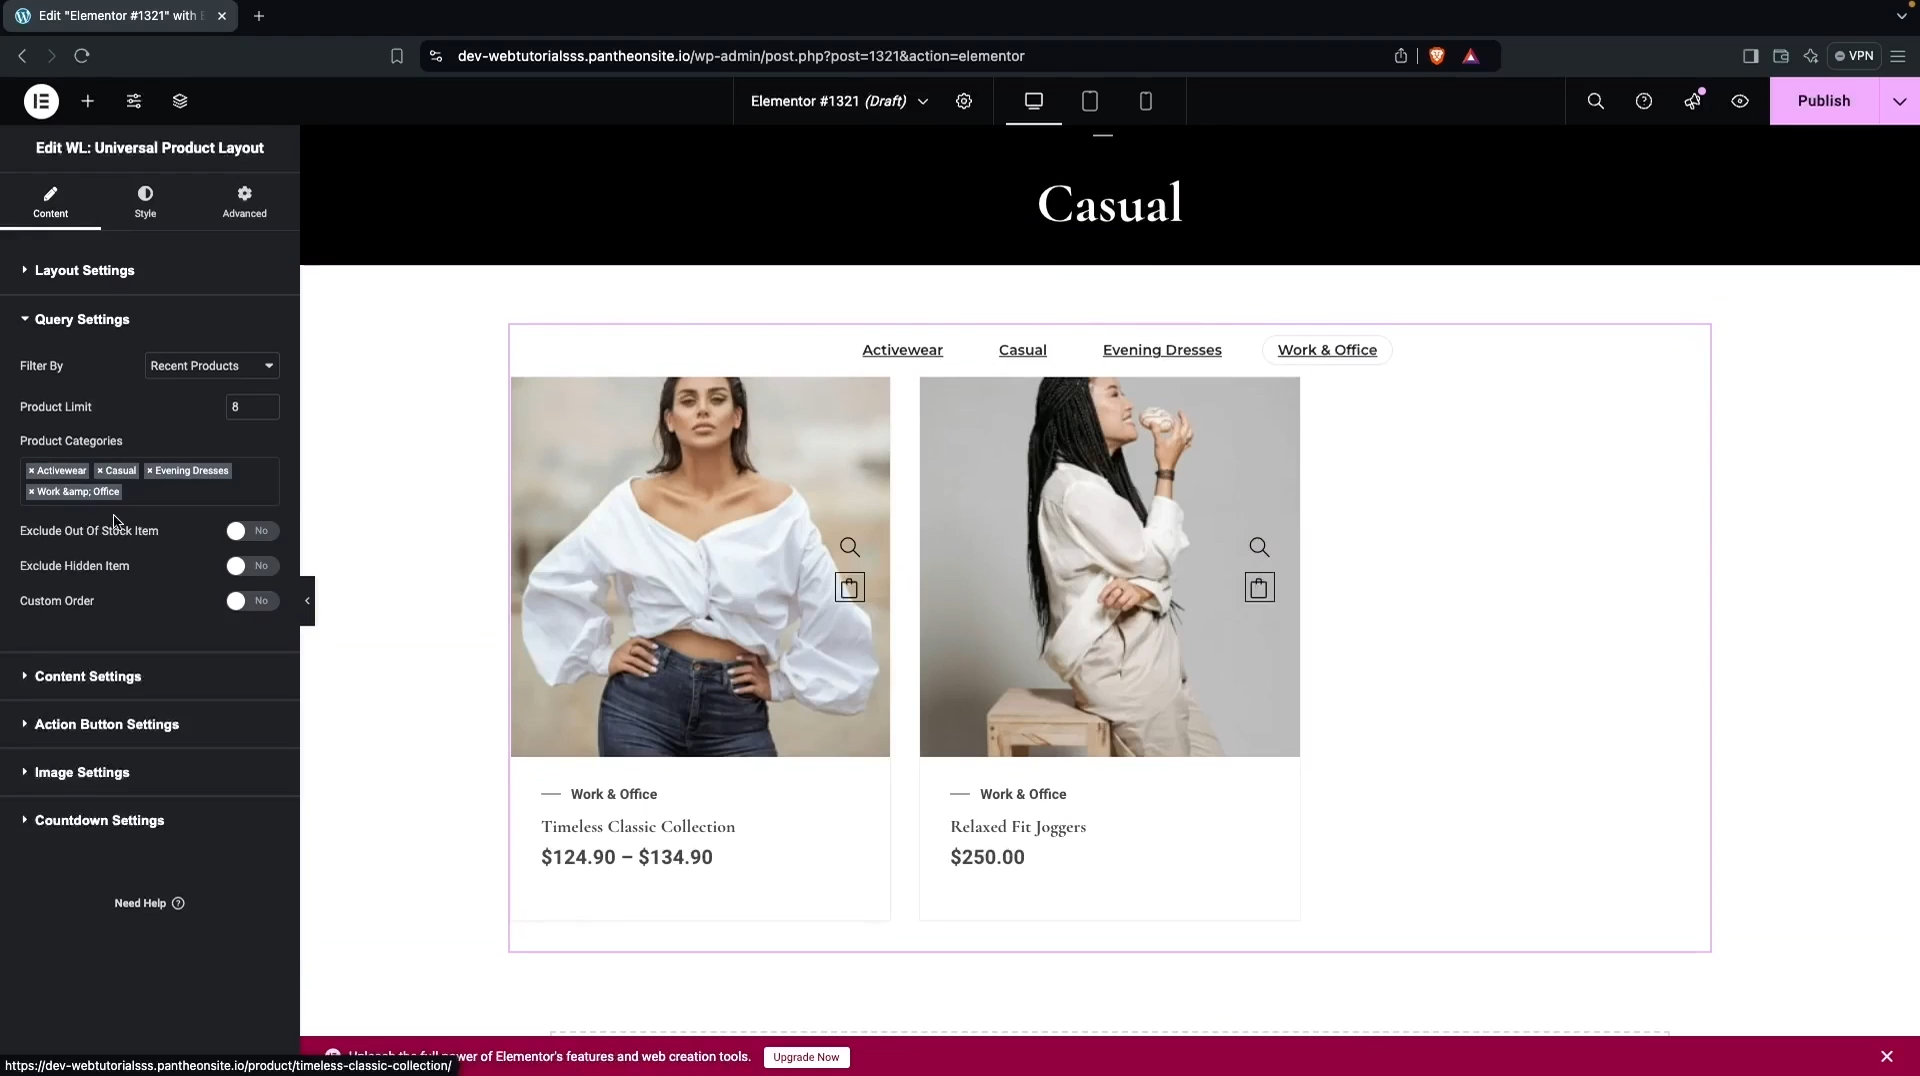 Edit "Elementor #1321" with
dev-webtutorialsss.pantheonsite.io/wp-admin/post.php?post=1321&action=elementor
VPN
Elementor #1321 (Draft)
Publish
Edit WL: Universal Product Layout
Content
Style
Advanced
Layout Settings
Query Settings
Filter By
Recent Products
Product Limit
8
Product Categories
× Activewear × Casual × Evening Dresses
× Work &amp; Office
Exclude Out Of Stock Item
No
Exclude Hidden Item
No
Custom Order
No
Content Settings
Action Button Settings
Image Settings
Countdown Settings
Need Help
Casual
Activewear
Casual
Evening Dresses
Work & Office
Work & Office
Timeless Classic Collection
$124.90 – $134.90
Work & Office
Relaxed Fit Joggers
$250.00
of Elementor's features and web creation tools.
Upgrade Now
https://dev-webtutorialsss.pantheonsite.io/product/timeless-classic-collection/